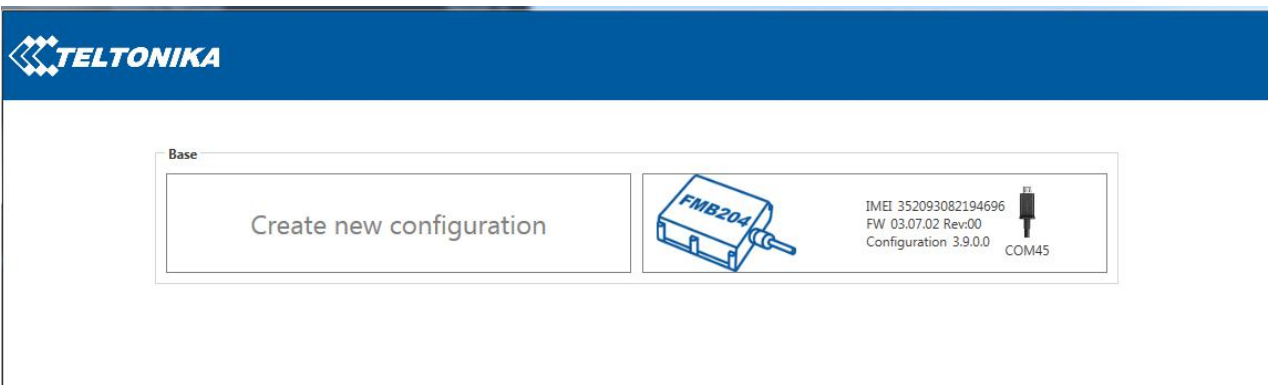 TELTONIKA
Base
Create new configuration
FMB204
IMEI 352093082194696
FW 03.07.02 Rev:00
Configuration 3.9.0.0
COM45